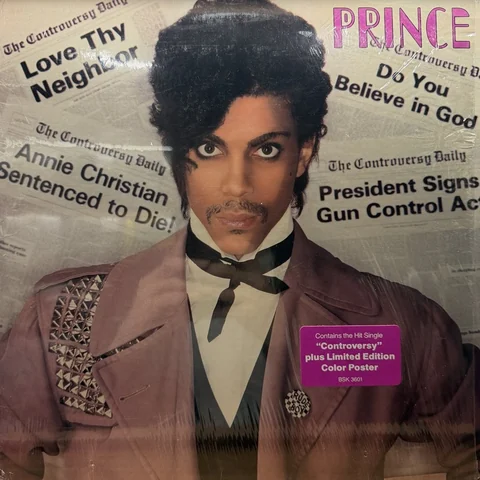 PRINCE
The Controversy Daily
Love Thy
Neighbor
The Controversy Da
Do You
Believe in God
The Controversy Daily
Annie Christian
Sentenced to Die!
The Controversy Daily
President Signs
Gun Control Act
Contains the Hit Single
"Controversy"
plus Limited Edition
Color Poster
BSK 3601